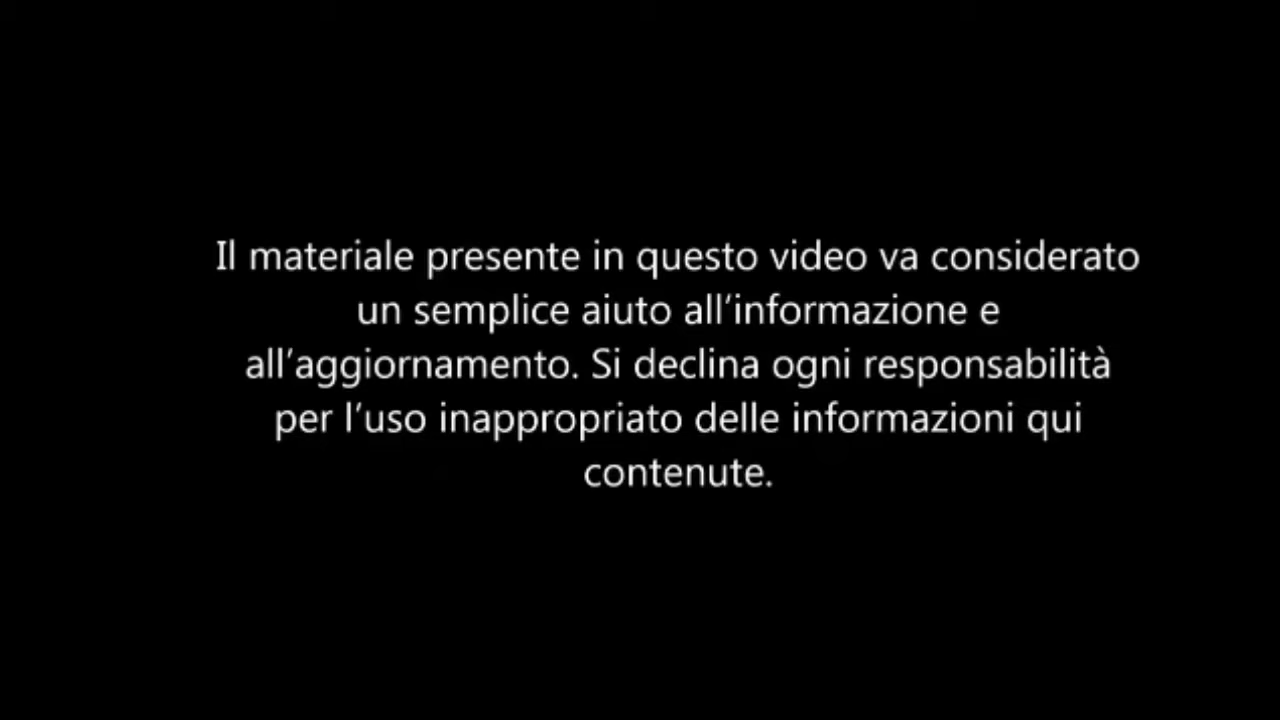 Il materiale presente in questo video va considerato
un semplice aiuto all’informazione e
all’aggiornamento. Si declina ogni responsabilità
per l’uso inappropriato delle informazioni qui
contenute.